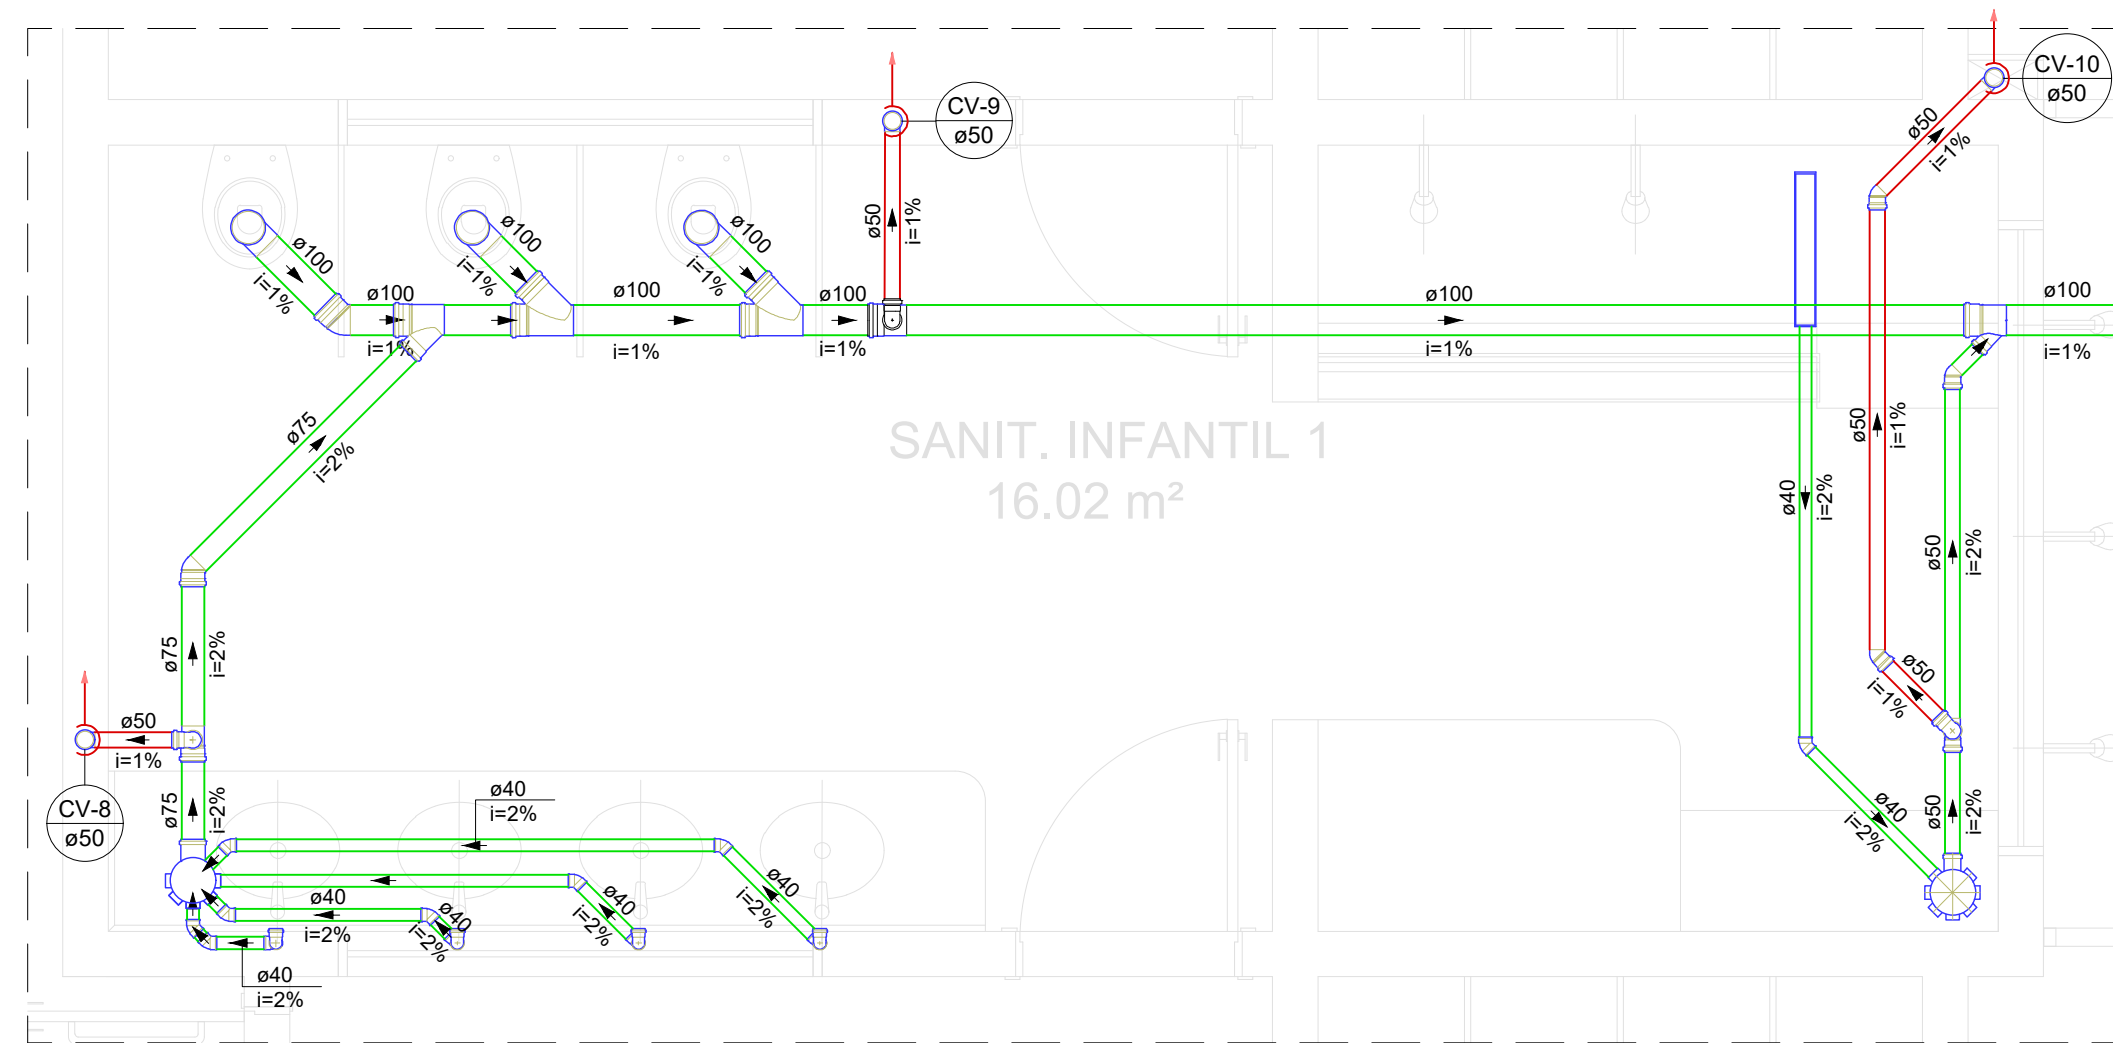 CV-10
ø50
CV-9
ø50
ø50
i=1%
ø100
i=1%
ø100
i=1%
ø100
i=1%
ø50
i=1%
ø100
i=1%
ø100
i=1%
ø100
i=1%
ø100
i=1%
ø100
i=1%
SANIT. INFANTIL 1
16.02 m²
ø75
i=2%
ø50
i=1%
ø40
i=2%
ø50
i=2%
ø75
i=2%
ø50
i=1%
ø50
i=1%
CV-8
ø50
ø75
i=2%
ø40
i=2%
ø40
i=2%
ø50
i=2%
ø40
i=2%
ø40
i=2%
ø40
i=2%
ø40
i=2%
ø40
i=2%